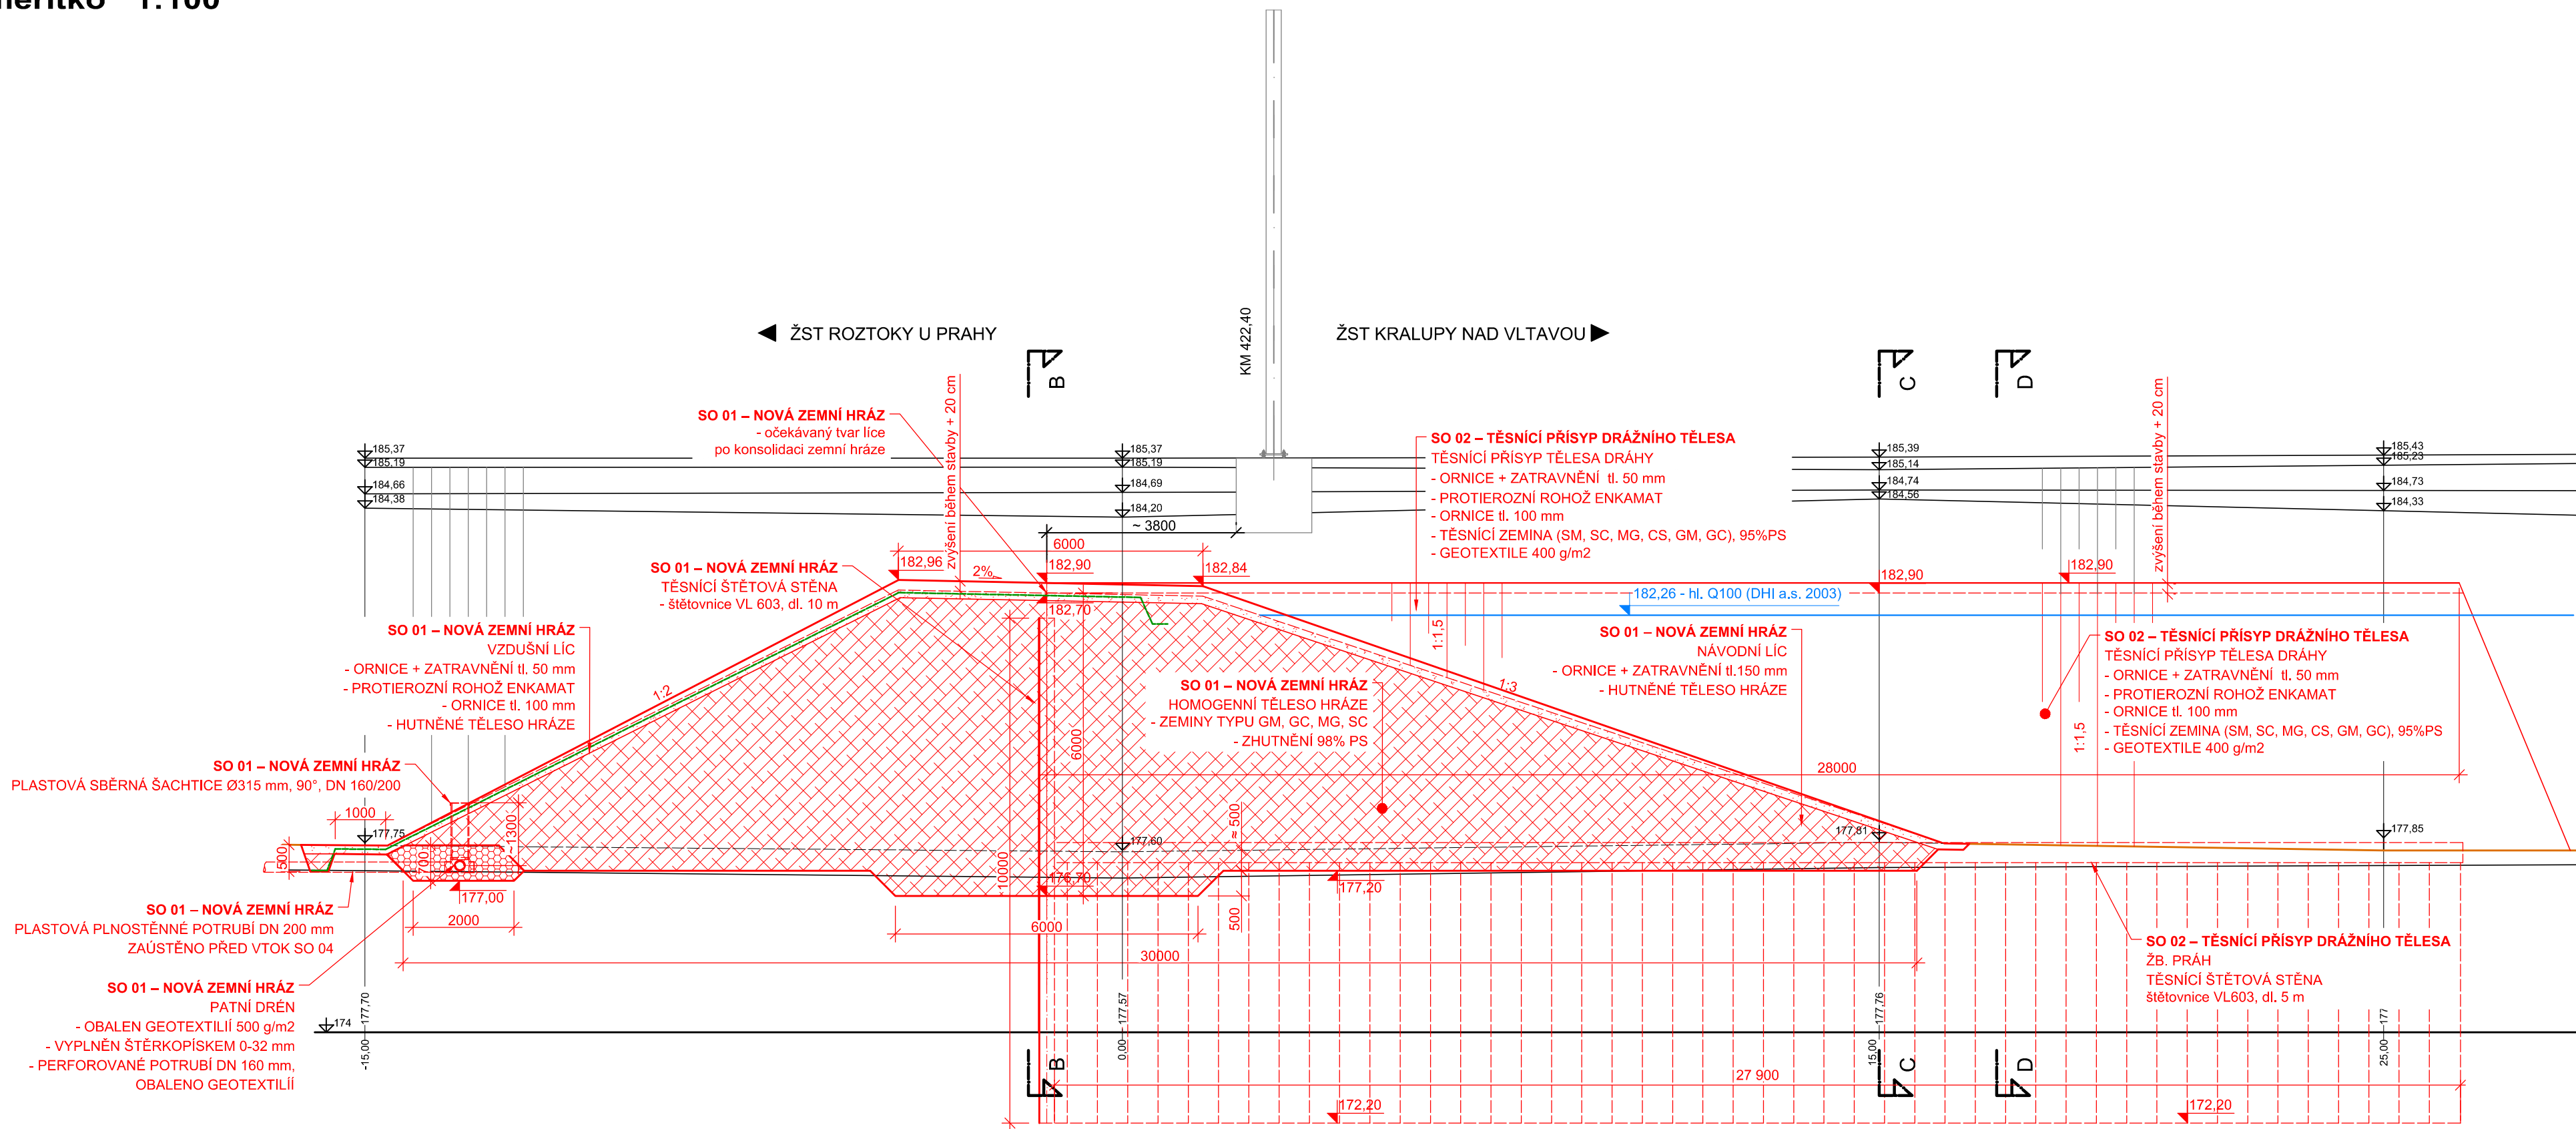 1:100
ŽST ROZTOKY U PRAHY
ŽST KRALUPY NAD VLTAVOU
KM 422,40
B
C
D
zvýšení během stavby + 20 cm
zvýšení během stavby + 20 cm
SO 01 – NOVÁ ZEMNÍ HRÁZ
- očekávaný tvar líce
po konsolidaci zemní hráze
SO 02 – TĚSNÍCÍ PŘÍSYP DRÁŽNÍHO TĚLESA
TĚSNÍCÍ PŘÍSYP TĚLESA DRÁHY
- ORNICE + ZATRAVNĚNÍ tl. 50 mm
- PROTIEROZNÍ ROHOŽ ENKAMAT
- ORNICE tl. 100 mm
- TĚSNÍCÍ ZEMINA (SM, SC, MG, CS, GM, GC), 95%PS
- GEOTEXTILE 400 g/m2
185,37
185,19
184,66
184,38
185,37
185,19
184,69
184,20
185,39
185,14
184,74
184,56
185,43
185,23
184,73
184,33
~ 3800
6000
182,96
2%
182,90
182,84
182,90
182,90
182,70
SO 01 – NOVÁ ZEMNÍ HRÁZ
TĚSNÍCÍ ŠTĚTOVÁ STĚNA
- štětovnice VL 603, dl. 10 m
182,26 - hl. Q100 (DHI a.s. 2003)
SO 01 – NOVÁ ZEMNÍ HRÁZ
VZDUŠNÍ LÍC
- ORNICE + ZATRAVNĚNÍ tl. 50 mm
- PROTIEROZNÍ ROHOŽ ENKAMAT
- ORNICE tl. 100 mm
- HUTNĚNÉ TĚLESO HRÁZE
1:2
SO 01 – NOVÁ ZEMNÍ HRÁZ
HOMOGENNÍ TĚLESO HRÁZE
- ZEMINY TYPU GM, GC, MG, SC
- ZHUTNĚNÍ 98% PS
1:1,5
1:3
SO 01 – NOVÁ ZEMNÍ HRÁZ
NÁVODNÍ LÍC
- ORNICE + ZATRAVNĚNÍ tl.150 mm
- HUTNĚNÉ TĚLESO HRÁZE
SO 02 – TĚSNÍCÍ PŘÍSYP DRÁŽNÍHO TĚLESA
TĚSNÍCÍ PŘÍSYP TĚLESA DRÁHY
- ORNICE + ZATRAVNĚNÍ tl. 50 mm
- PROTIEROZNÍ ROHOŽ ENKAMAT
- ORNICE tl. 100 mm
- TĚSNÍCÍ ZEMINA (SM, SC, MG, CS, GM, GC), 95%PS
- GEOTEXTILE 400 g/m2
1:1,5
6000
28000
SO 01 – NOVÁ ZEMNÍ HRÁZ
PLASTOVÁ SBĚRNÁ ŠACHTICE Ø315 mm, 90°, DN 160/200
1000
177,75
~1300
500
700
177,60
≈ 500
177,81
177,85
10000
176,70
177,20
177,00
2000
6000
500
30000
SO 01 – NOVÁ ZEMNÍ HRÁZ
PLASTOVÁ PLNOSTĚNNÉ POTRUBÍ DN 200 mm
ZAÚSTĚNO PŘED VTOK SO 04
SO 02 – TĚSNÍCÍ PŘÍSYP DRÁŽNÍHO TĚLESA
ŽB. PRÁH
TĚSNÍCÍ ŠTĚTOVÁ STĚNA
štětovnice VL603, dl. 5 m
SO 01 – NOVÁ ZEMNÍ HRÁZ
PATNÍ DRÉN
- OBALEN GEOTEXTILIÍ 500 g/m2
- VYPLNĚN ŠTĚRKOPÍSKEM 0-32 mm
- PERFOROVANÉ POTRUBÍ DN 160 mm,
OBALENO GEOTEXTILÍÍ
174
-15,00 177,70
0,00 177,57
15,00 177,76
25,00 177
B
C
D
27 900
172,20
172,20